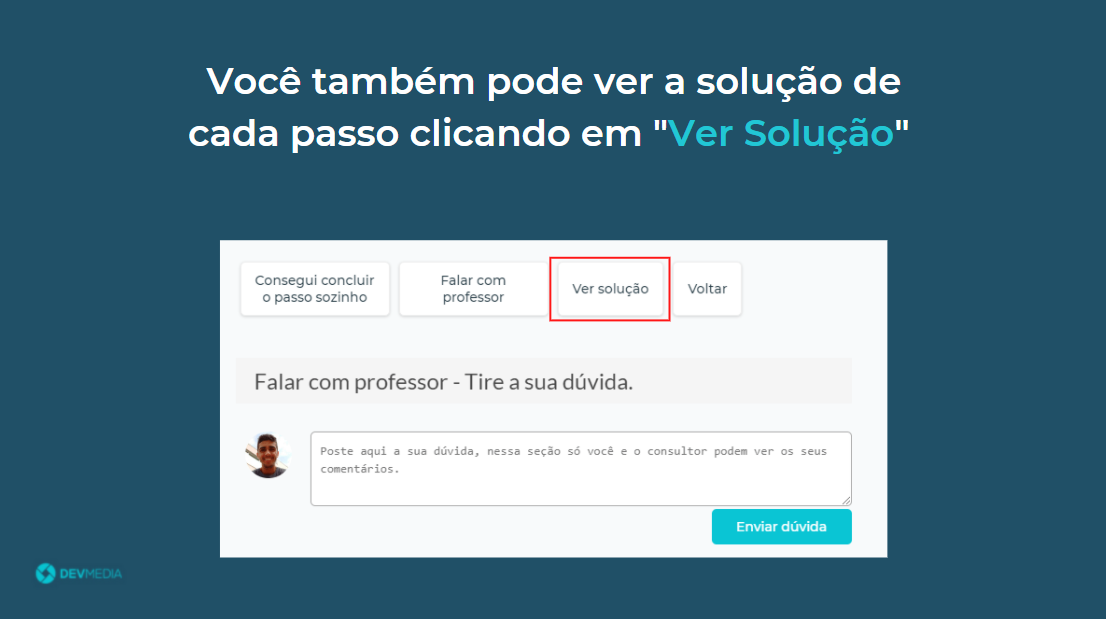 Você também pode ver a solução de
cada passo clicando em "Ver Solução"
Consegui concluir
o passo sozinho
Falar com
professor
Ver solução
Voltar
Falar com professor - Tire a sua dúvida.
Poste aqui a sua dúvida, nessa seção só você e o consultor podem ver os seus
comentários.
Enviar dúvida
DEVMEDIA